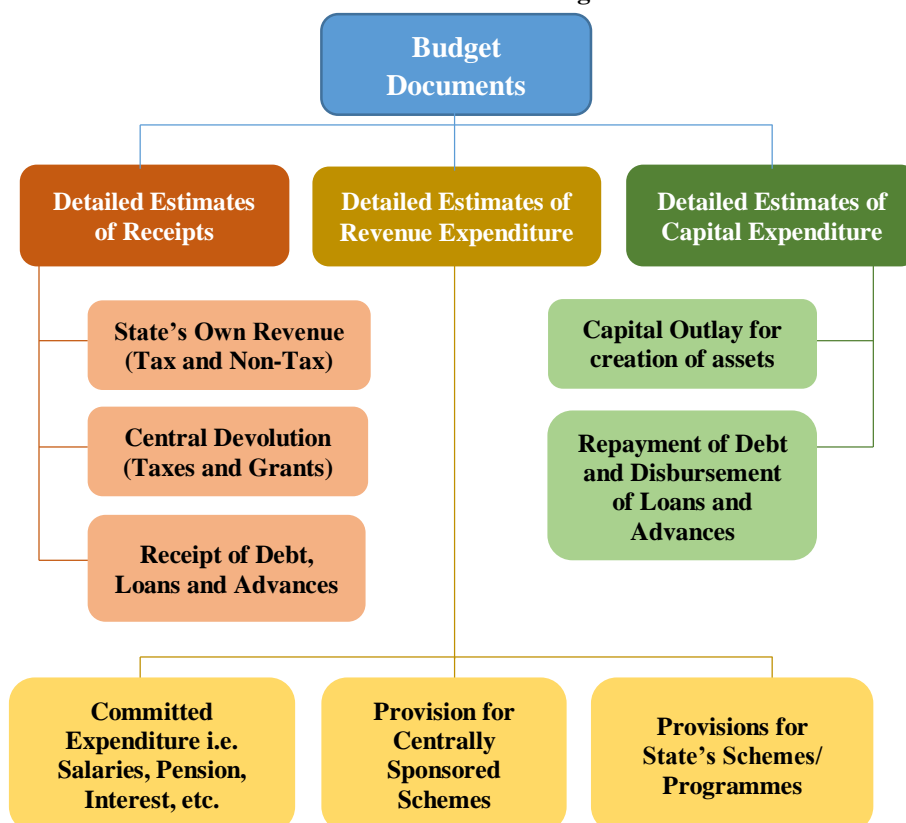 Budget
Documents
Detailed Estimates
of Receipts
Detailed Estimates of
Revenue Expenditure
Detailed Estimates of
Capital Expenditure
State's Own Revenue
(Tax and Non-Tax)
Central Devolution
(Taxes and Grants)
Receipt of Debt,
Loans and Advances
Capital Outlay for
creation of assets
Repayment of Debt
and Disbursement
of Loans and
Advances
Committed
Expenditure i.e.
Salaries, Pension,
Interest, etc.
Provision for
Centrally
Sponsored
Schemes
Provisions for
State's Schemes/
Programmes